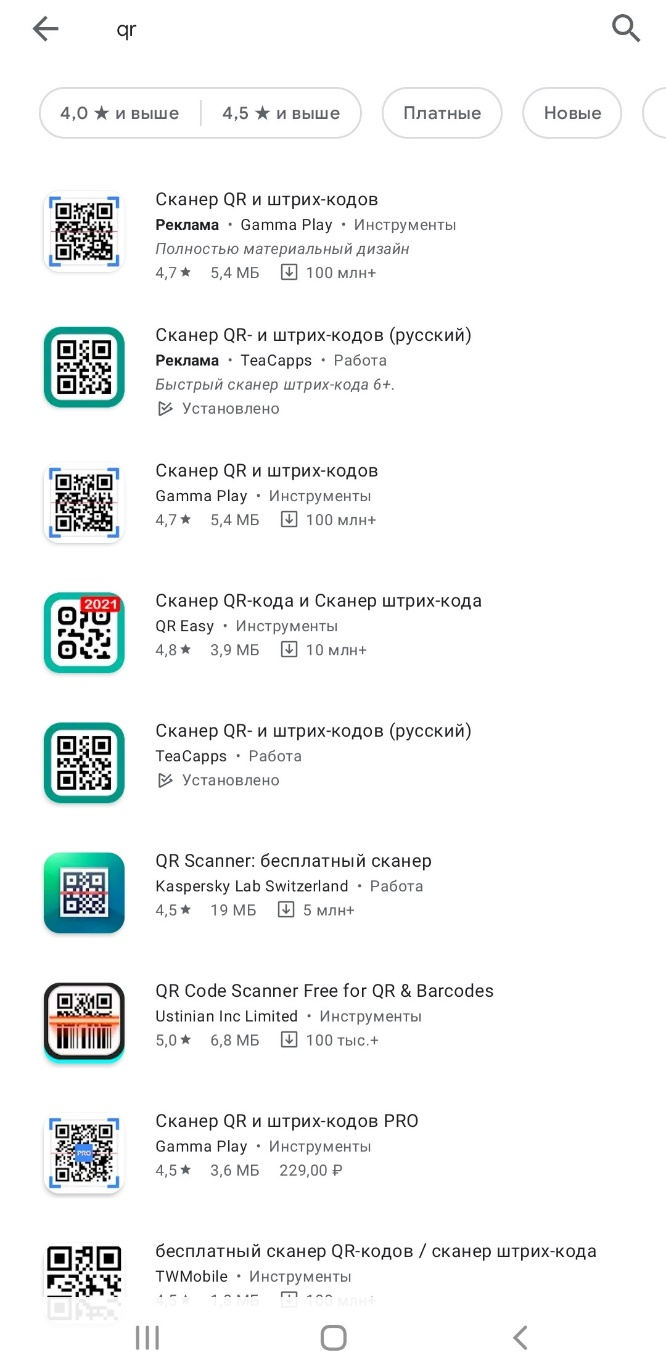 qr
4,0 ★ и выше 4,5 ★ и выше Платные Новые
Сканер QR и штрих-кодов
Реклама • Gamma Play • Инструменты
Полностью материальный дизайн
4,7★ 5,4 МБ 100 млн+
Сканер QR- и штрих-кодов (русский)
Реклама • TeaCapps • Работа
Быстрый сканер штрих-кода 6+.
Установлено
Сканер QR и штрих-кодов
Gamma Play • Инструменты
4,7★ 5,4 МБ 100 млн+
2021
Сканер QR-кода и Сканер штрих-кода
QR Easy • Инструменты
4,8★ 3,9 МБ 10 млн+
Сканер QR- и штрих-кодов (русский)
TeaCapps • Работа
Установлено
QR Scanner: бесплатный сканер
Kaspersky Lab Switzerland • Работа
4,5★ 19 МБ 5 млн+
QR Code Scanner Free for QR & Barcodes
Ustinian Inc Limited • Инструменты
5,0★ 6,8 МБ 100 тыс.+
Сканер QR и штрих-кодов PRO
PRO
Gamma Play • Инструменты
4,5★ 3,6 МБ 229,00 ₽
бесплатный сканер QR-кодов / сканер штрих-кода
TWMobile • Инструменты